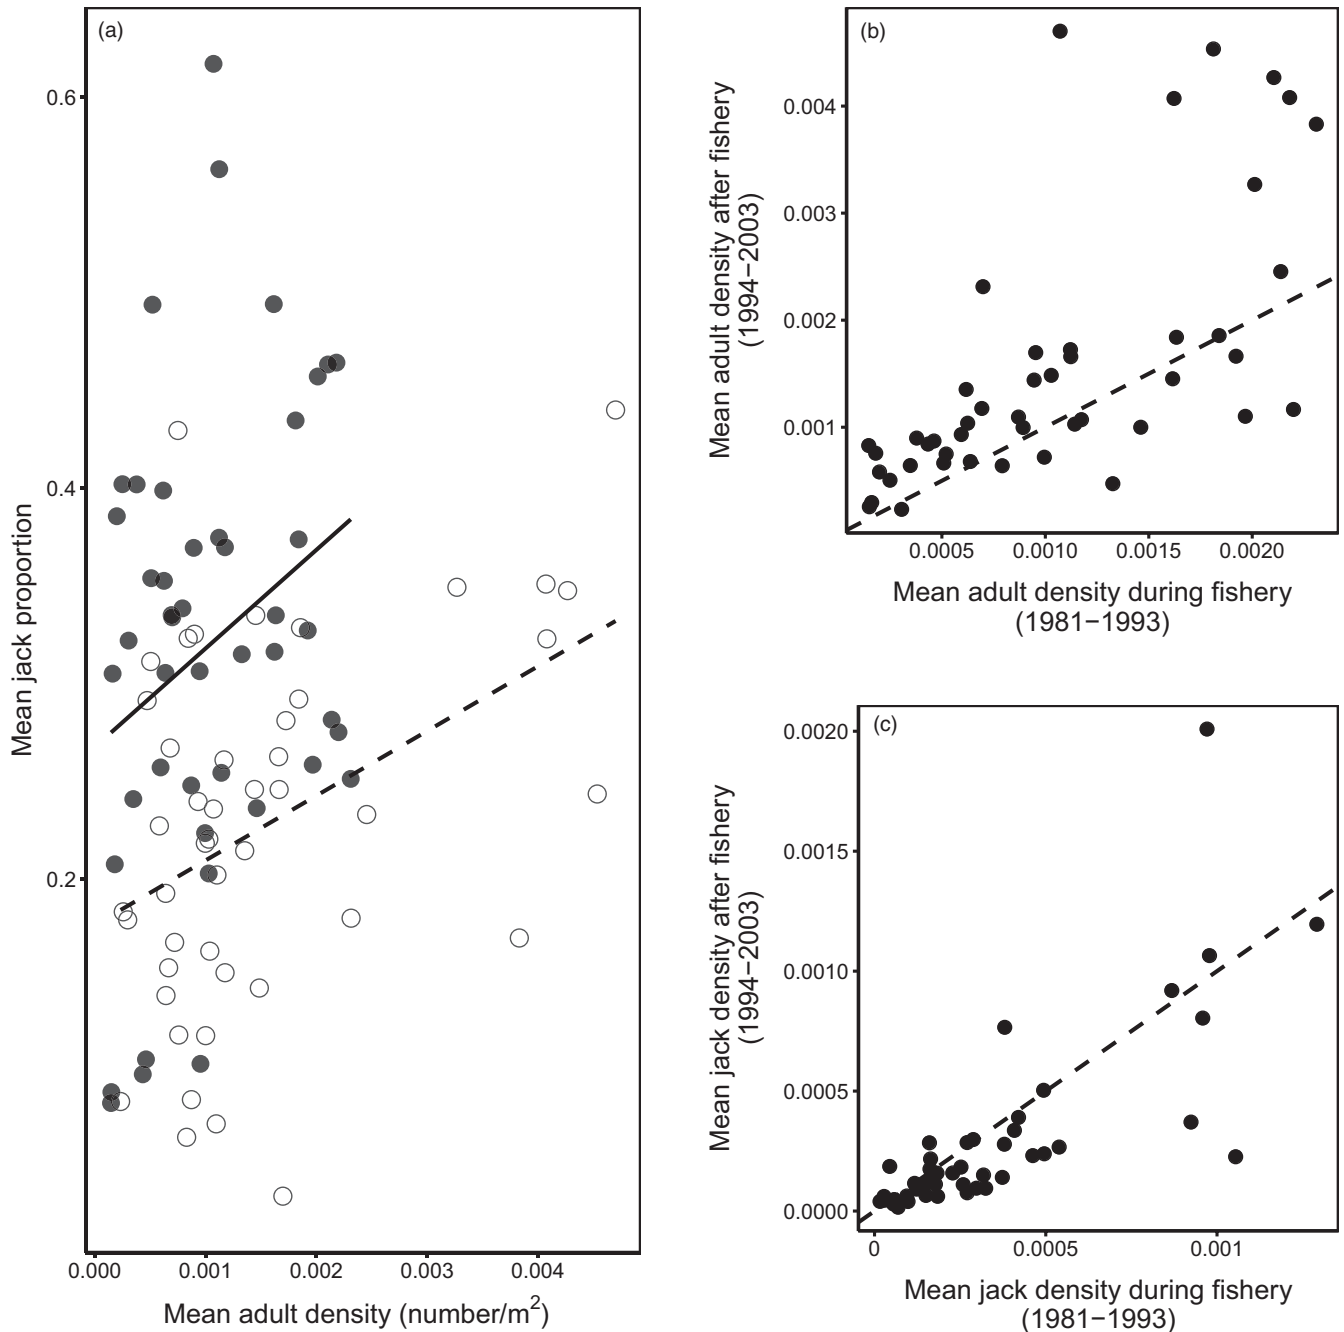 (a)
0.6
0.4
0.2
Mean jack proportion
0.000 0.001 0.002 0.003 0.004
Mean adult density (number/m²)
(b)
0.004
0.003
0.002
0.001
Mean adult density after fishery
(1994−2003)
0.0005 0.0010 0.0015 0.0020
Mean adult density during fishery
(1981−1993)
(c)
0.0020
0.0015
0.0010
0.0005
0.0000
Mean jack density after fishery
(1994−2003)
0 0.0005 0.001
Mean jack density during fishery
(1981−1993)